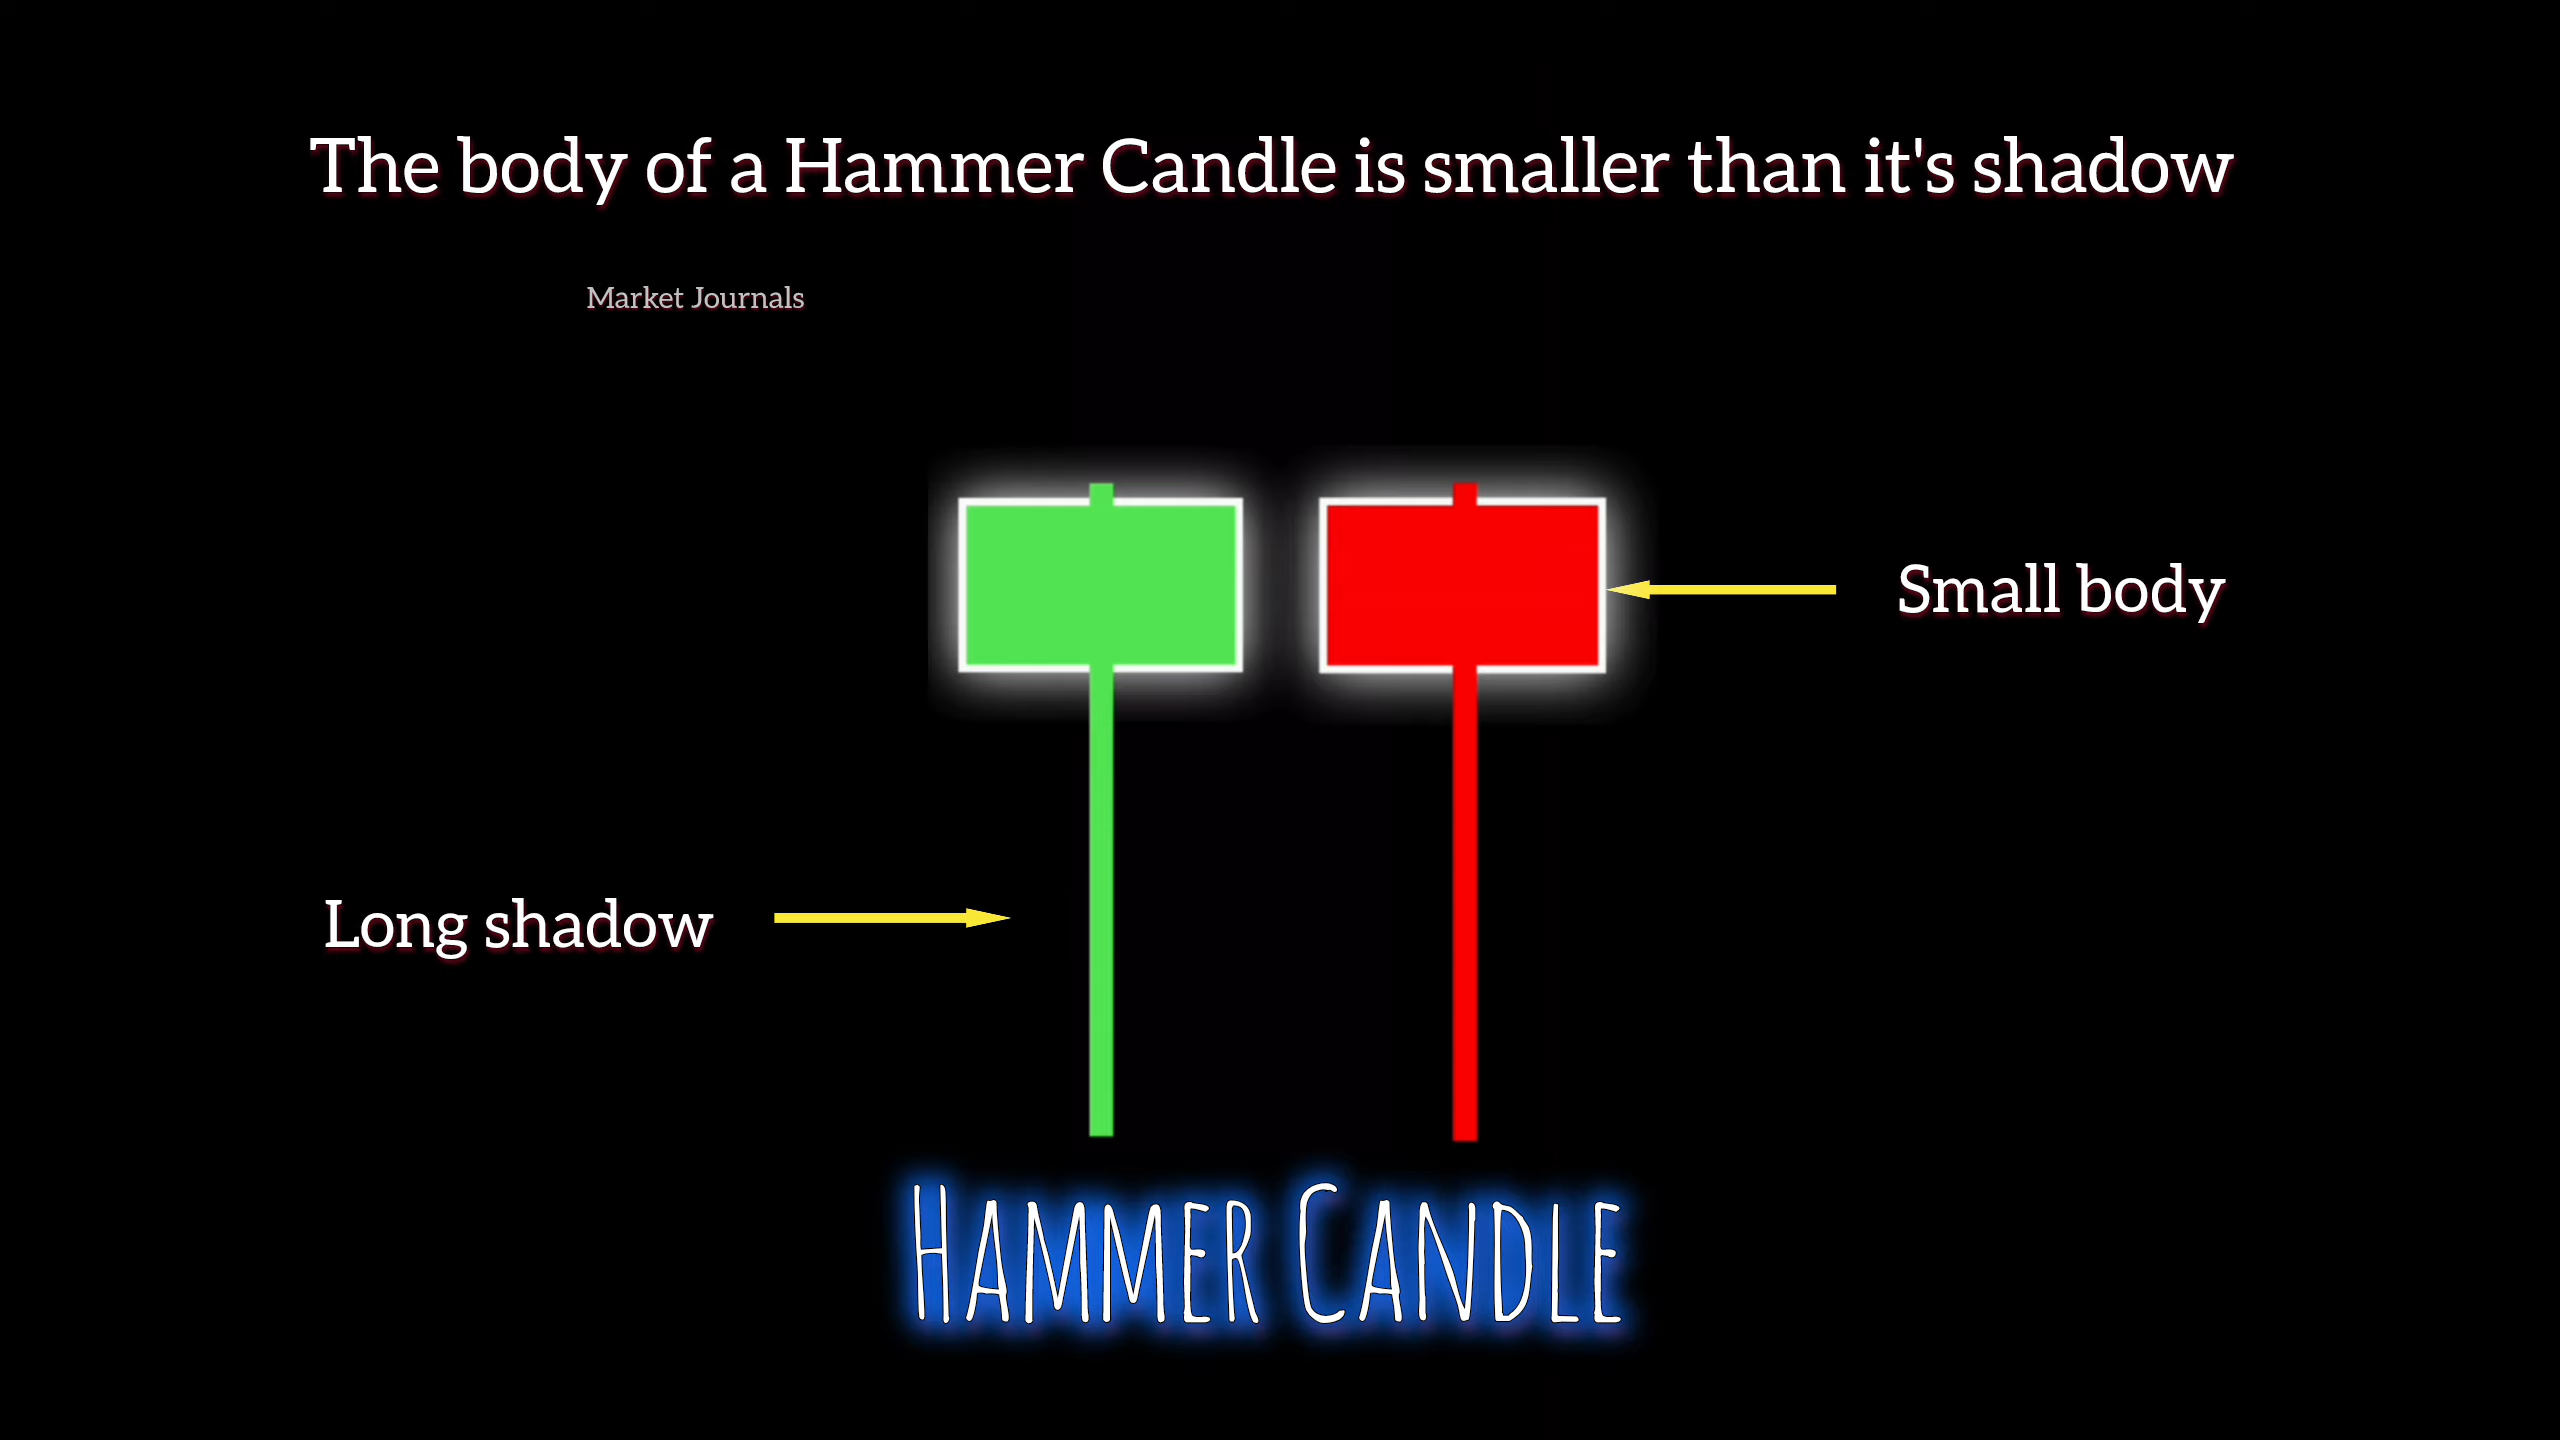 The body of a Hammer Candle is smaller than it's shadow
Market Journals
Small body
Long shadow
Hammer Candle